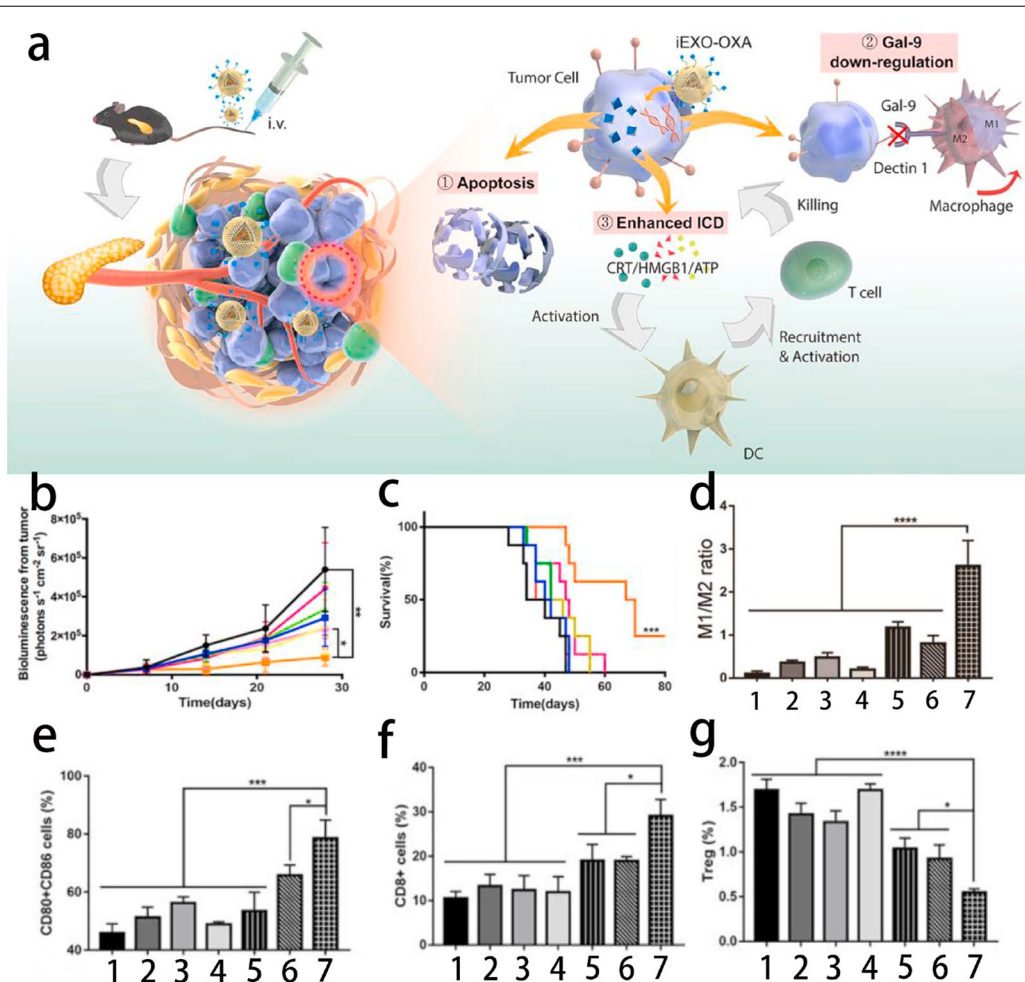 a
i.v.
Tumor Cell
iEXO-OXA
② Gal-9
down-regulation
Gal-9
M1
M2
Dectin 1
Macrophage
① Apoptosis
③ Enhanced ICD
CRT/HMGB1/ATP
Killing
T cell
Activation
Recruitment
& Activation
DC
b
Bioluminescence from tumor
(photons s⁻¹ cm⁻² sr⁻¹)
8×10⁵
6×10⁵
4×10⁵
2×10⁵
0
0 10 20 30
Time(days)
**
*
c
Survival(%)
100
50
0
0 20 40 60 80
Time(days)
***
d
M1/M2 ratio
4
3
2
1
0
****
1 2 3 4 5 6 7
e
CD80+CD86 cells (%)
100
80
60
40
***
*
1 2 3 4 5 6 7
f
CD8+ cells (%)
40
30
20
10
0
***
*
1 2 3 4 5 6 7
g
Treg (%)
2.0
1.5
1.0
0.5
0.0
****
*
1 2 3 4 5 6 7